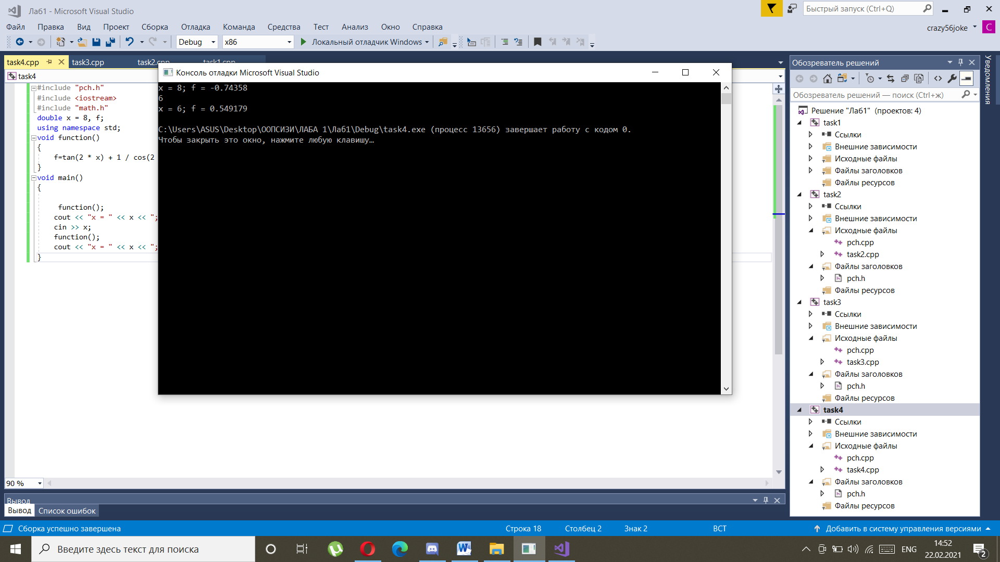 Лаб1 - Microsoft Visual Studio
Быстрый запуск (Ctrl+Q)
Файл Правка Вид Проект Сборка Отладка Команда Средства Тест Анализ Окно Справка
crazy56joke C
Debug x86 Локальный отладчик Windows
task4.cpp task3.cpp task2.cpp task1.cpp
task4
#include "pch.h"
#include <iostream>
#include "math.h"
double x = 8, f;
using namespace std;
void function()
{
f=tan(2 * x) + 1 / cos(2
}
void main()
{
function();
cout << "x = " << x << ";
cin >> x;
function();
cout << "x = " << x << ";
}
Консоль отладки Microsoft Visual Studio
x = 8; f = -0.74358
6
x = 6; f = 0.549179
C:\Users\ASUS\Desktop\ООПСИЗИ\ЛАБА 1\Лаб1\Debug\task4.exe (процесс 13656) завершает работу с кодом 0.
Чтобы закрыть это окно, нажмите любую клавишу…
Обозреватель решений
Обозреватель решений — поиск (Ctrl+ж)
Решение "Лаб1" (проектов: 4)
task1
Ссылки
Внешние зависимости
Исходные файлы
Файлы заголовков
Файлы ресурсов
task2
Ссылки
Внешние зависимости
Исходные файлы
pch.cpp
task2.cpp
Файлы заголовков
pch.h
Файлы ресурсов
task3
Ссылки
Внешние зависимости
Исходные файлы
pch.cpp
task3.cpp
Файлы заголовков
pch.h
Файлы ресурсов
task4
Ссылки
Внешние зависимости
Исходные файлы
pch.cpp
task4.cpp
Файлы заголовков
pch.h
Файлы ресурсов
Уведомления
90 %
Вывод
Вывод Список ошибок
Сборка успешно завершена Строка 18 Столбец 2 Знак 2 ВСТ Добавить в систему управления версиями
Введите здесь текст для поиска
ENG
14:52
22.02.2021
2